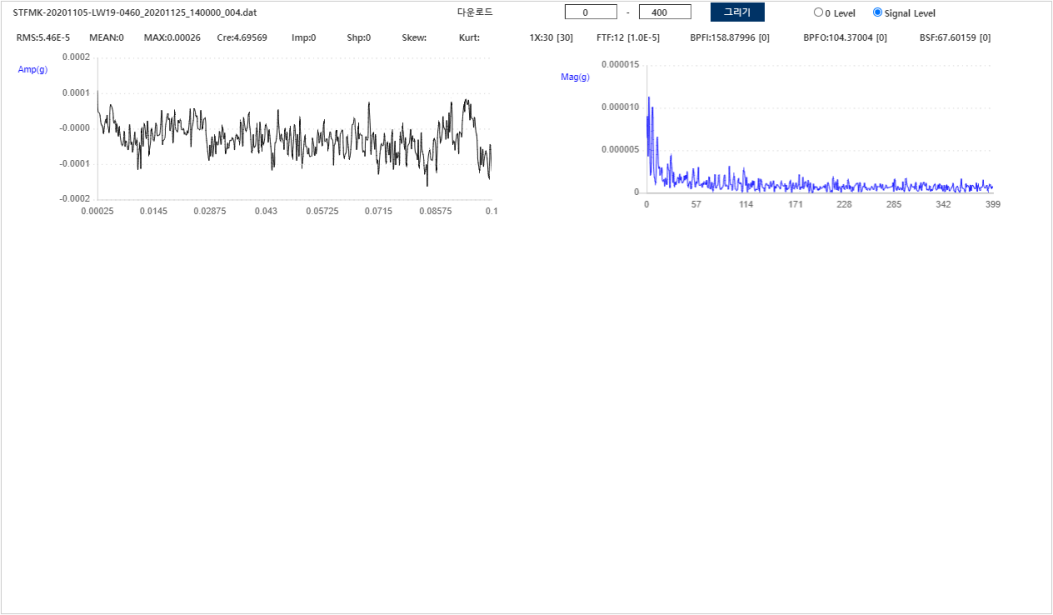 STFMK-20201105-LW19-0460_20201125_140000_004.dat 다운로드 0 - 400 그리기 0 Level Signal Level
RMS:5.46E-5 MEAN:0 MAX:0.00026 Cre:4.69569 Imp:0 Shp:0 Skew: Kurt: 1X:30 [30] FTF:12 [1.0E-5] BPFI:158.87996 [0] BPFO:104.37004 [0] BSF:67.60159 [0]
Amp(g)
0.0002
0.0001
-0.0000
-0.0001
-0.0002
0.00025 0.0145 0.02875 0.043 0.05725 0.0715 0.08575 0.1
Mag(g)
0.000015
0.000010
0.000005
0
0 57 114 171 228 285 342 399